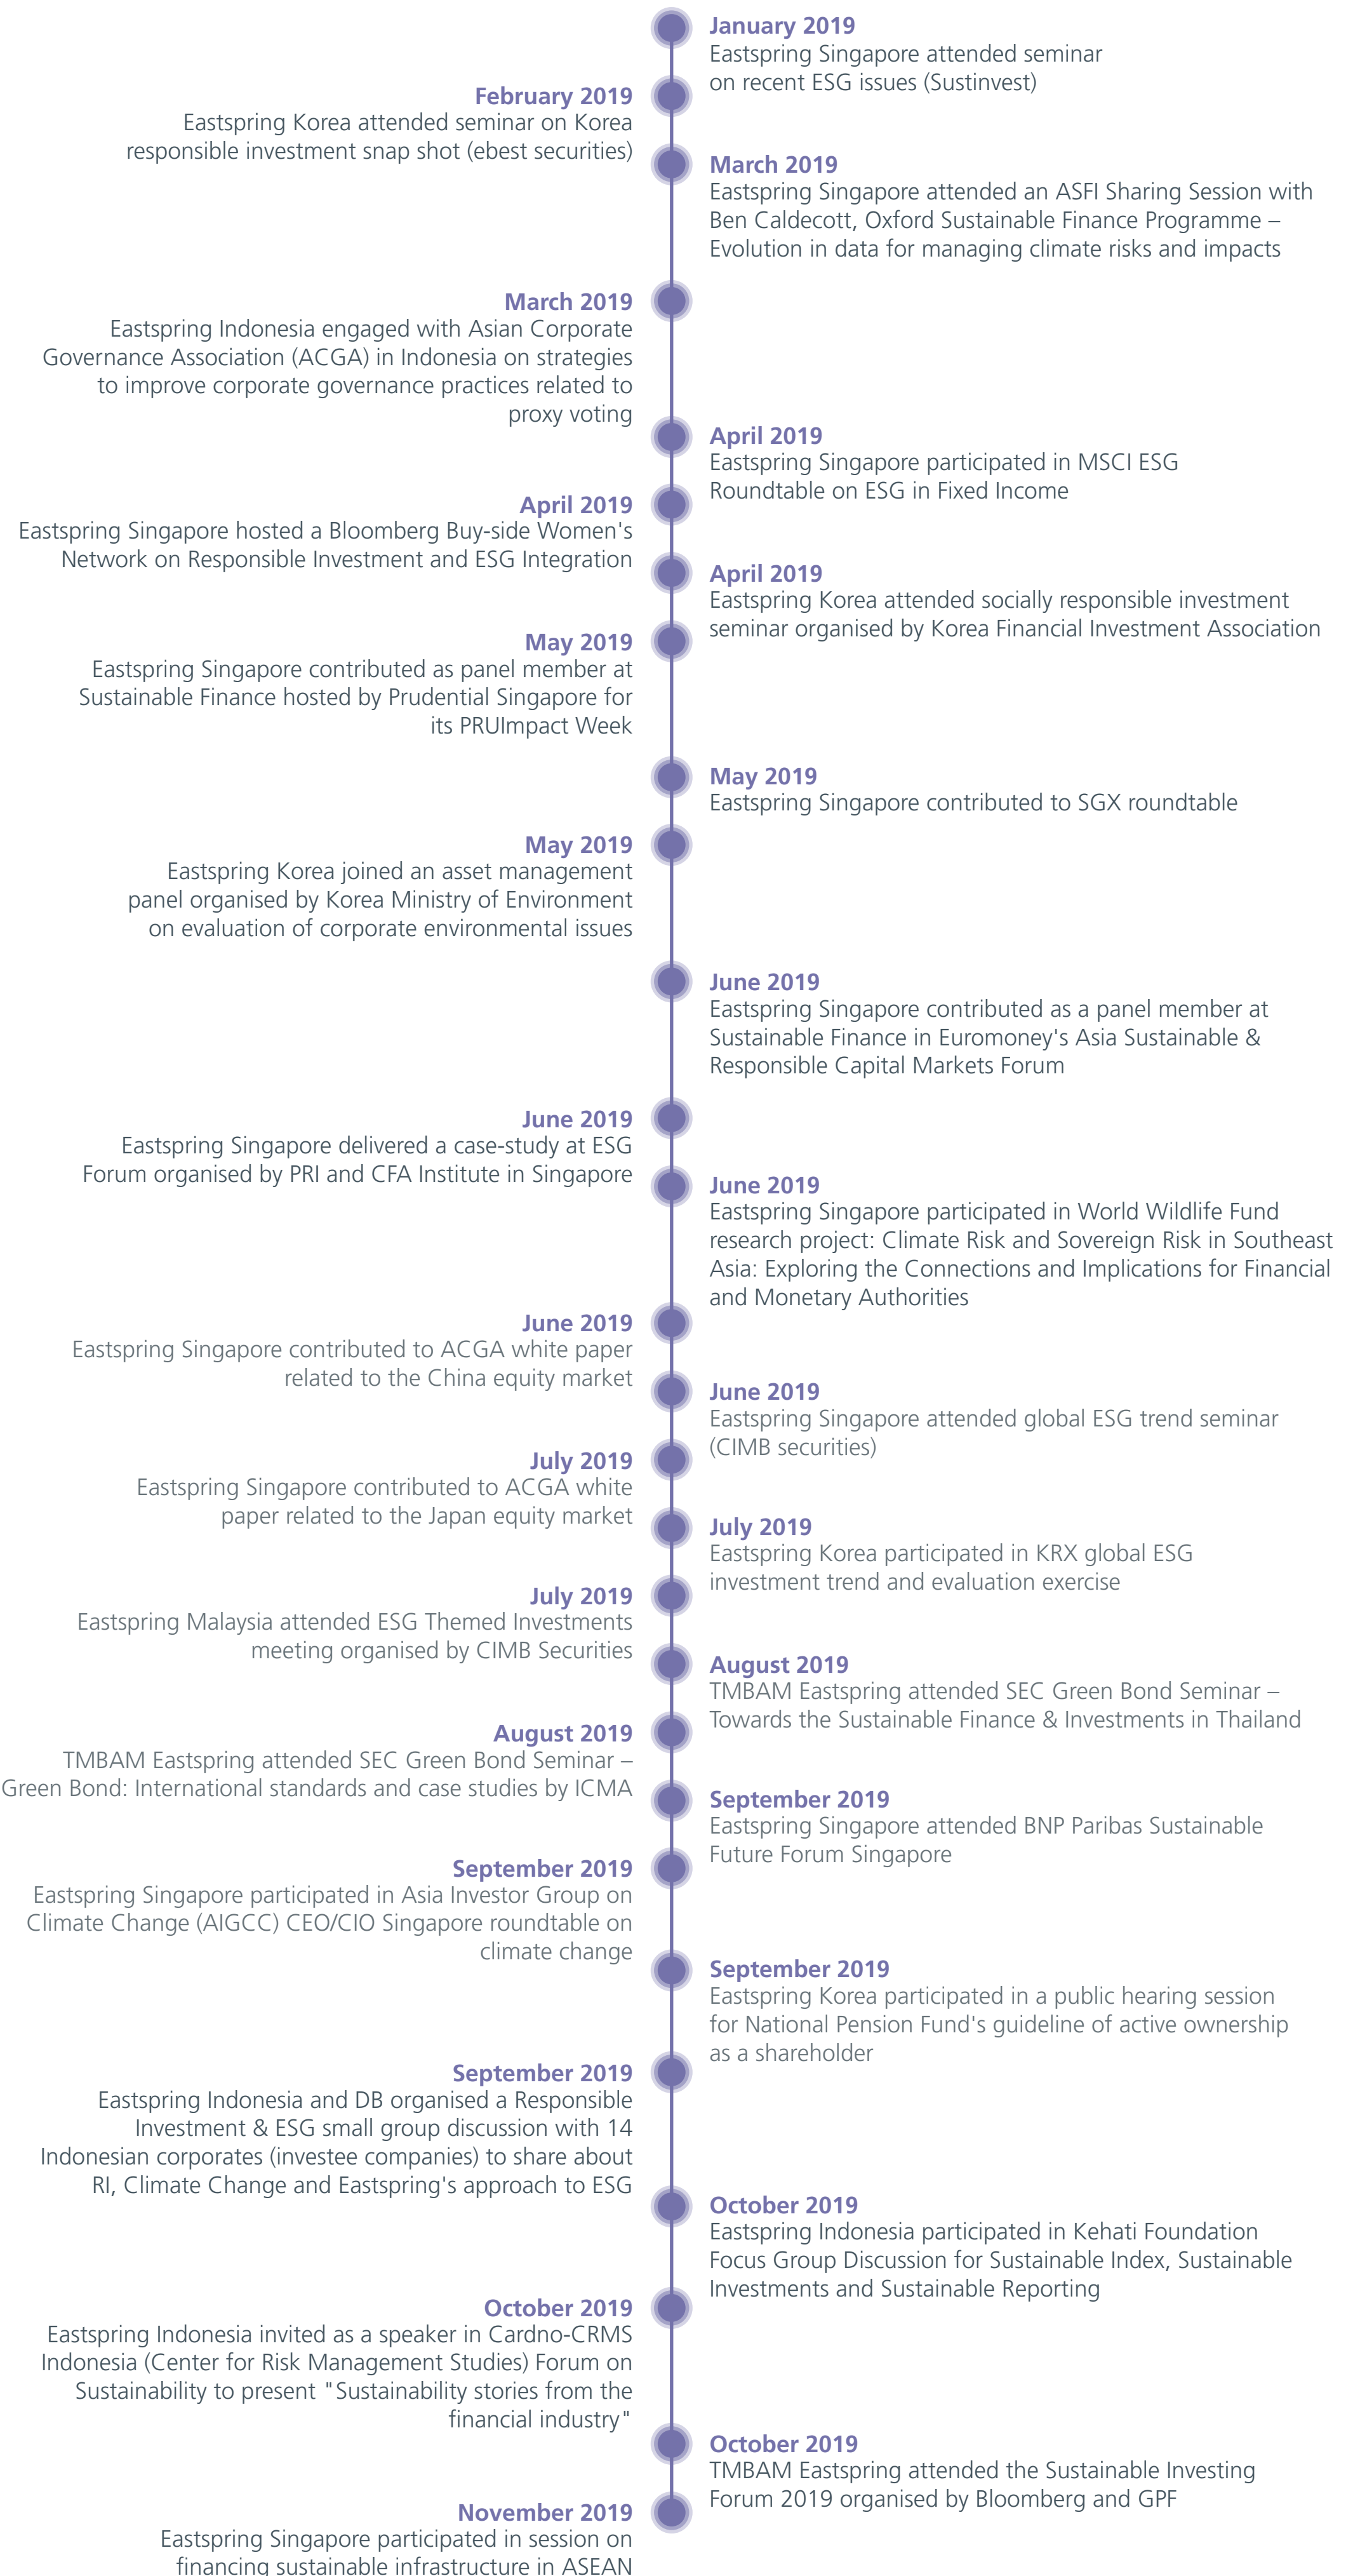 January 2019
Eastspring Singapore attended seminar
on recent ESG issues (Sustinvest)
February 2019
Eastspring Korea attended seminar on Korea
responsible investment snap shot (ebest securities)
March 2019
Eastspring Singapore attended an ASFI Sharing Session with
Ben Caldecott, Oxford Sustainable Finance Programme –
Evolution in data for managing climate risks and impacts
March 2019
Eastspring Indonesia engaged with Asian Corporate
Governance Association (ACGA) in Indonesia on strategies
to improve corporate governance practices related to
proxy voting
April 2019
Eastspring Singapore participated in MSCI ESG
Roundtable on ESG in Fixed Income
April 2019
Eastspring Singapore hosted a Bloomberg Buy-side Women's
Network on Responsible Investment and ESG Integration
April 2019
Eastspring Korea attended socially responsible investment
seminar organised by Korea Financial Investment Association
May 2019
Eastspring Singapore contributed as panel member at
Sustainable Finance hosted by Prudential Singapore for
its PRUImpact Week
May 2019
Eastspring Singapore contributed to SGX roundtable
May 2019
Eastspring Korea joined an asset management
panel organised by Korea Ministry of Environment
on evaluation of corporate environmental issues
June 2019
Eastspring Singapore contributed as a panel member at
Sustainable Finance in Euromoney's Asia Sustainable &
Responsible Capital Markets Forum
June 2019
Eastspring Singapore delivered a case-study at ESG
Forum organised by PRI and CFA Institute in Singapore
June 2019
Eastspring Singapore participated in World Wildlife Fund
research project: Climate Risk and Sovereign Risk in Southeast
Asia: Exploring the Connections and Implications for Financial
and Monetary Authorities
June 2019
Eastspring Singapore contributed to ACGA white paper
related to the China equity market
June 2019
Eastspring Singapore attended global ESG trend seminar
(CIMB securities)
July 2019
Eastspring Singapore contributed to ACGA white
paper related to the Japan equity market
July 2019
Eastspring Korea participated in KRX global ESG
investment trend and evaluation exercise
July 2019
Eastspring Malaysia attended ESG Themed Investments
meeting organised by CIMB Securities
August 2019
TMBAM Eastspring attended SEC Green Bond Seminar –
Towards the Sustainable Finance & Investments in Thailand
August 2019
TMBAM Eastspring attended SEC Green Bond Seminar –
Green Bond: International standards and case studies by ICMA
September 2019
Eastspring Singapore attended BNP Paribas Sustainable
Future Forum Singapore
September 2019
Eastspring Singapore participated in Asia Investor Group on
Climate Change (AIGCC) CEO/CIO Singapore roundtable on
climate change
September 2019
Eastspring Korea participated in a public hearing session
for National Pension Fund's guideline of active ownership
as a shareholder
September 2019
Eastspring Indonesia and DB organised a Responsible
Investment & ESG small group discussion with 14
Indonesian corporates (investee companies) to share about
RI, Climate Change and Eastspring's approach to ESG
October 2019
Eastspring Indonesia participated in Kehati Foundation
Focus Group Discussion for Sustainable Index, Sustainable
Investments and Sustainable Reporting
October 2019
Eastspring Indonesia invited as a speaker in Cardno-CRMS
Indonesia (Center for Risk Management Studies) Forum on
Sustainability to present "Sustainability stories from the
financial industry"
October 2019
TMBAM Eastspring attended the Sustainable Investing
Forum 2019 organised by Bloomberg and GPF
November 2019
Eastspring Singapore participated in session on
financing sustainable infrastructure in ASEAN